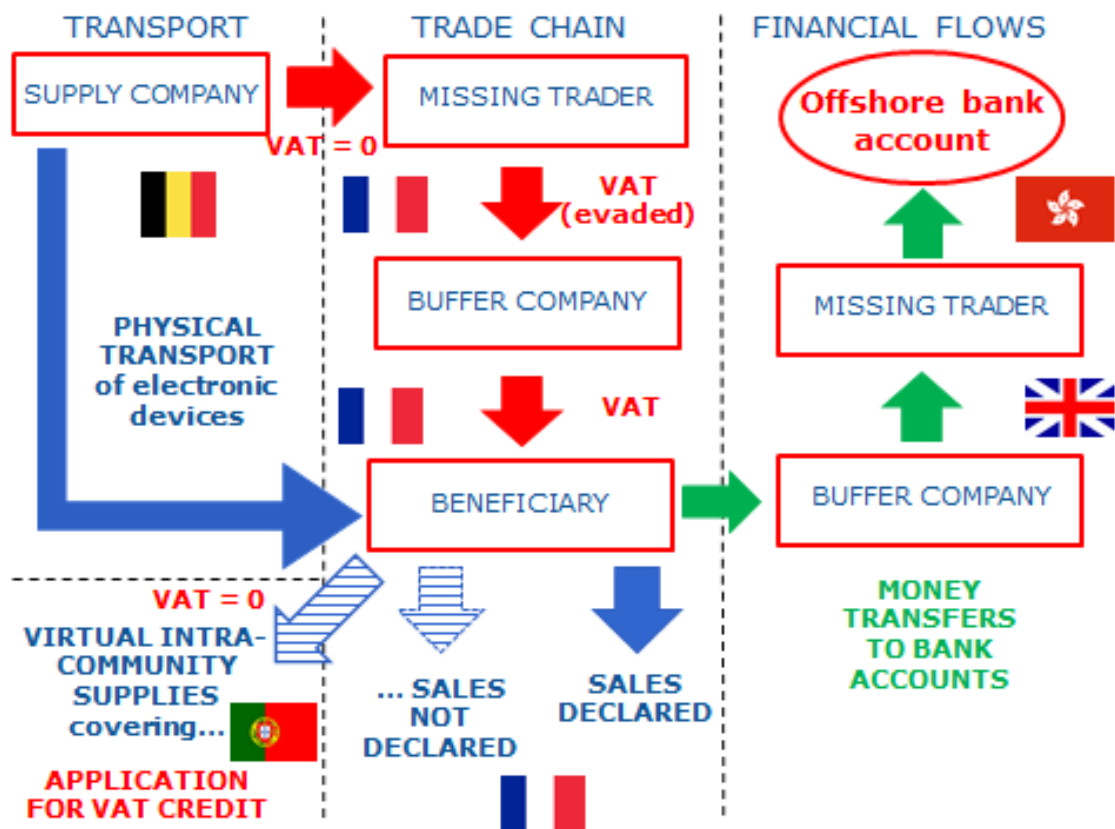 TRANSPORT
SUPPLY COMPANY
VAT = 0
PHYSICAL
TRANSPORT
of electronic
devices
VAT = 0
VIRTUAL INTRA-
COMMUNITY
SUPPLIES
covering...
APPLICATION
FOR VAT CREDIT
TRADE CHAIN
MISSING TRADER
VAT
(evaded)
BUFFER COMPANY
VAT
BENEFICIARY
... SALES
NOT
DECLARED
SALES
DECLARED
FINANCIAL FLOWS
Offshore bank
account
MISSING TRADER
BUFFER COMPANY
MONEY
TRANSFERS
TO BANK
ACCOUNTS